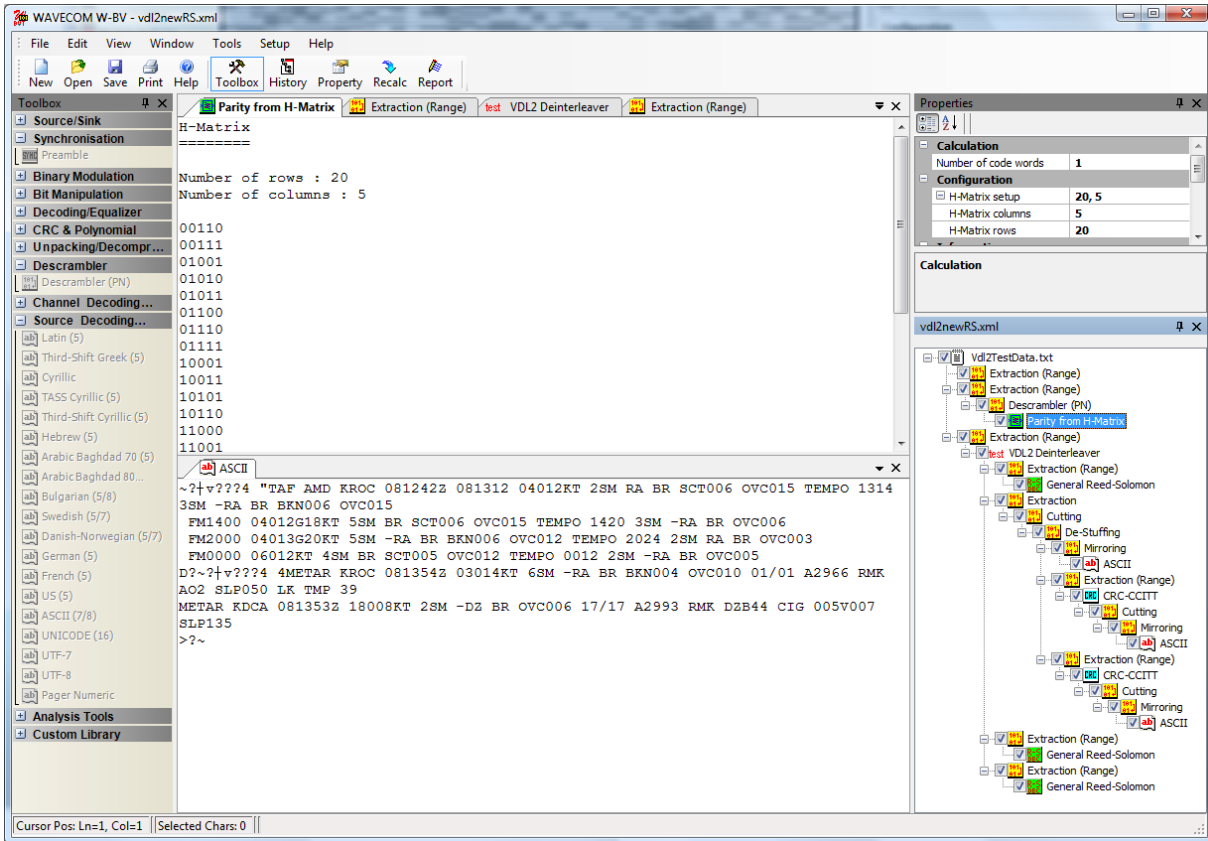 WAVECOM W-BV - vdl2newRS.xml
File Edit View Window Tools Setup Help
New Open Save Print Help Toolbox History Property Recalc Report
Toolbox
Source/Sink
Synchronisation
Preamble
Binary Modulation
Bit Manipulation
Decoding/Equalizer
CRC & Polynomial
Unpacking/Decompr...
Descrambler
Descrambler (PN)
Channel Decoding...
Source Decoding...
Latin (5)
Third-Shift Greek (5)
Cyrillic
TASS Cyrillic (5)
Third-Shift Cyrillic (5)
Hebrew (5)
Arabic Baghdad 70 (5)
Arabic Baghdad 80...
Bulgarian (5/8)
Swedish (5/7)
Danish-Norwegian (5/7)
German (5)
French (5)
US (5)
ASCII (7/8)
UNICODE (16)
UTF-7
UTF-8
Pager Numeric
Analysis Tools
Custom Library
Parity from H-Matrix Extraction (Range) test VDL2 Deinterleaver Extraction (Range)
H-Matrix
========
Number of rows : 20
Number of columns : 5
00110
00111
01001
01010
01011
01100
01110
01111
10001
10011
10101
10110
11000
11001
ASCII
~?┼▿???4 "TAF AMD KROC 081242Z 081312 04012KT 2SM RA BR SCT006 OVC015 TEMPO 1314
3SM -RA BR BKN006 OVC015
FM1400 04012G18KT 5SM BR SCT006 OVC015 TEMPO 1420 3SM -RA BR OVC006
FM2000 04013G20KT 5SM -RA BR BKN006 OVC012 TEMPO 2024 2SM RA BR OVC003
FM0000 06012KT 4SM BR SCT005 OVC012 TEMPO 0012 2SM -RA BR OVC005
D?~?┼▿???4 4METAR KROC 081354Z 03014KT 6SM -RA BR BKN004 OVC010 01/01 A2966 RMK
AO2 SLP050 LK TMP 39
METAR KDCA 081353Z 18008KT 2SM -DZ BR OVC006 17/17 A2993 RMK DZB44 CIG 005V007
SLP135
>?~
Properties
Calculation
Number of code words 1
Configuration
H-Matrix setup 20, 5
H-Matrix columns 5
H-Matrix rows 20
Calculation
vdl2newRS.xml
Vdl2TestData.txt
Extraction (Range)
Extraction (Range)
Descrambler (PN)
Parity from H-Matrix
Extraction (Range)
test VDL2 Deinterleaver
Extraction (Range)
General Reed-Solomon
Extraction
Cutting
De-Stuffing
Mirroring
ASCII
Extraction (Range)
CRC-CCITT
Cutting
Mirroring
ASCII
Extraction (Range)
CRC-CCITT
Cutting
Mirroring
ASCII
Extraction (Range)
General Reed-Solomon
Extraction (Range)
General Reed-Solomon
Cursor Pos: Ln=1, Col=1 Selected Chars: 0